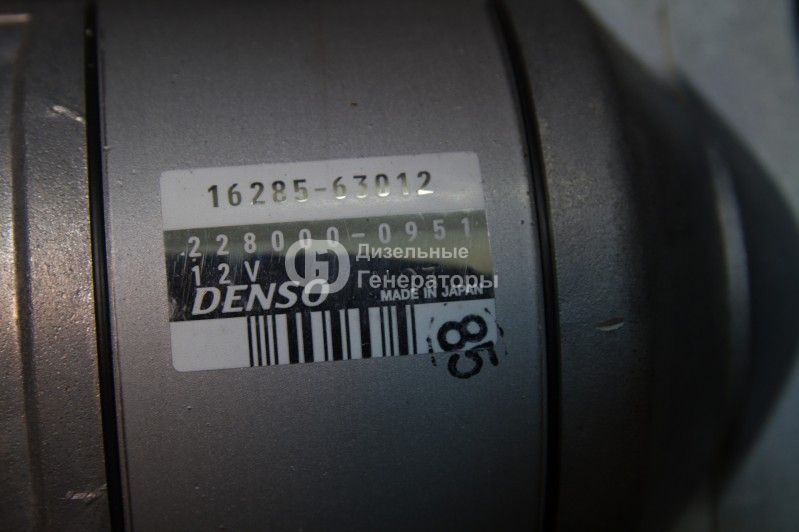 16285-63012
228000-0951
12V
DENSO
MADE IN JAPAN
85
Дизельные
Генераторы